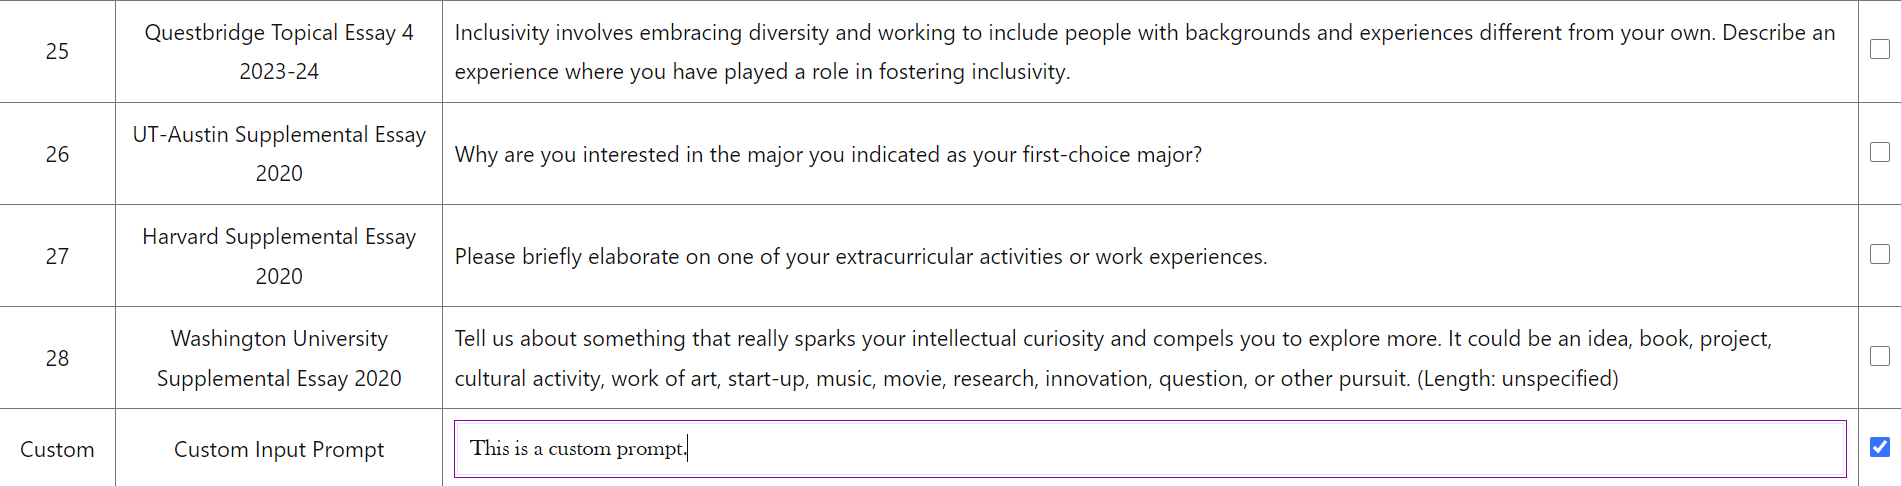 25
Questbridge Topical Essay 4
2023-24
Inclusivity involves embracing diversity and working to include people with backgrounds and experiences different from your own. Describe an
experience where you have played a role in fostering inclusivity.
26
UT-Austin Supplemental Essay
2020
Why are you interested in the major you indicated as your first-choice major?
27
Harvard Supplemental Essay
2020
Please briefly elaborate on one of your extracurricular activities or work experiences.
28
Washington University
Supplemental Essay 2020
Tell us about something that really sparks your intellectual curiosity and compels you to explore more. It could be an idea, book, project,
cultural activity, work of art, start-up, music, movie, research, innovation, question, or other pursuit. (Length: unspecified)
Custom
Custom Input Prompt
This is a custom prompt.